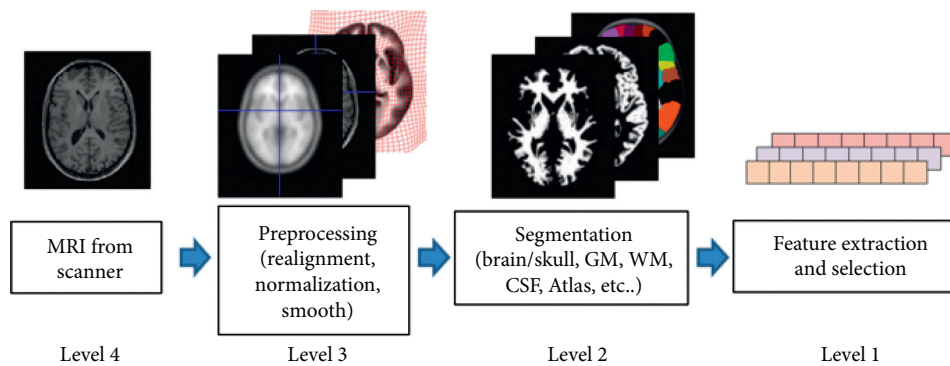 MRI from
scanner
Preprocessing
(realignment,
normalization,
smooth)
Segmentation
(brain/skull, GM, WM,
CSF, Atlas, etc..)
Feature extraction
and selection
Level 4
Level 3
Level 2
Level 1